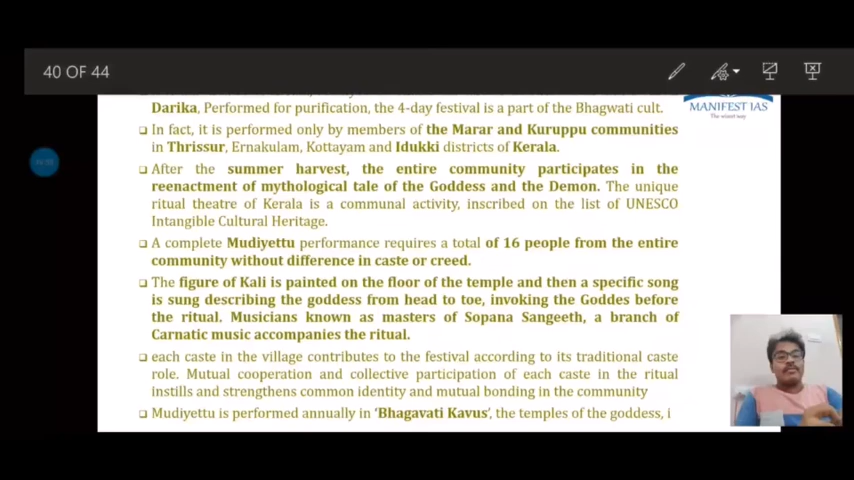 40 OF 44
Darika, Performed for purification, the 4-day festival is a part of the Bhagwati cult.
MANIFEST IAS
The wisest way
❑ In fact, it is performed only by members of the Marar and Kuruppu communities
in Thrissur, Ernakulam, Kottayam and Idukki districts of Kerala.
❑ After the summer harvest, the entire community participates in the
reenactment of mythological tale of the Goddess and the Demon. The unique
ritual theatre of Kerala is a communal activity, inscribed on the list of UNESCO
Intangible Cultural Heritage.
❑ A complete Mudiyettu performance requires a total of 16 people from the entire
community without difference in caste or creed.
❑ The figure of Kali is painted on the floor of the temple and then a specific song
is sung describing the goddess from head to toe, invoking the Goddes before
the ritual. Musicians known as masters of Sopana Sangeeth, a branch of
Carnatic music accompanies the ritual.
❑ each caste in the village contributes to the festival according to its traditional caste
role. Mutual cooperation and collective participation of each caste in the ritual
instills and strengthens common identity and mutual bonding in the community
❑ Mudiyettu is performed annually in 'Bhagavati Kavus', the temples of the goddess, i